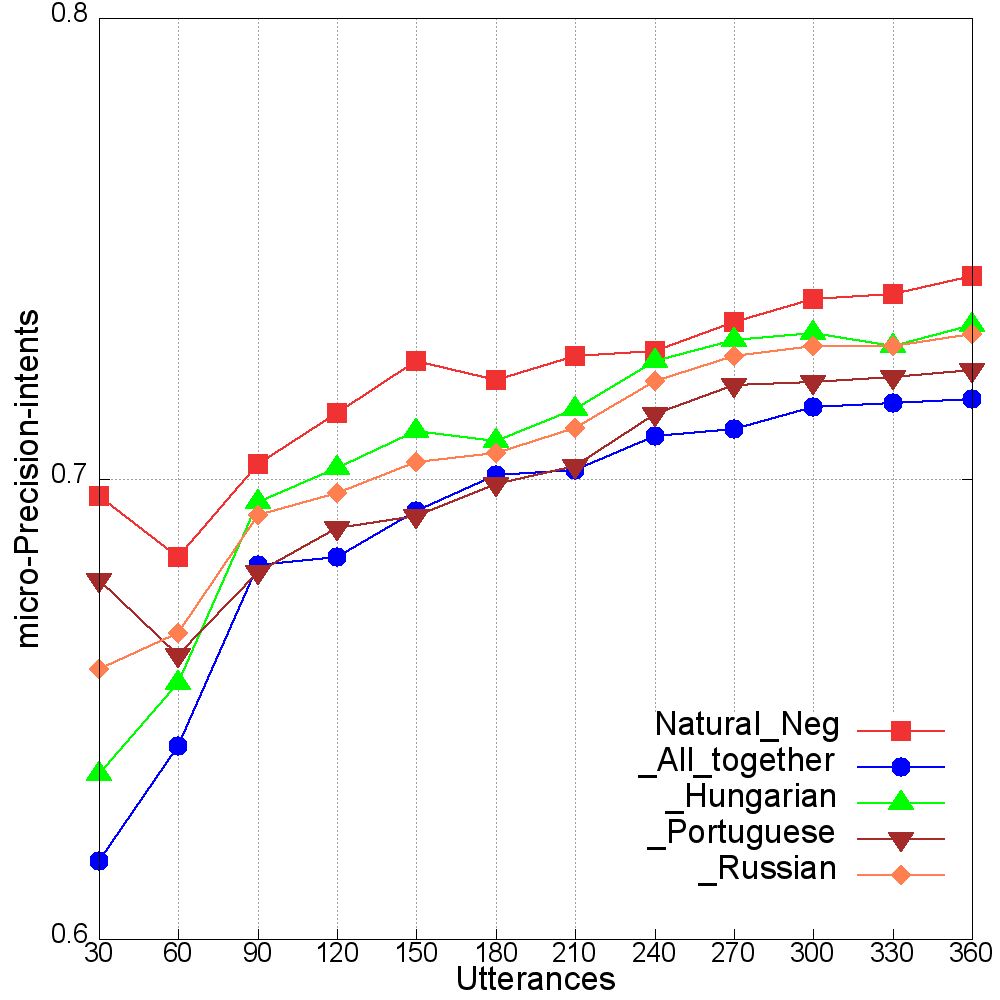 0.8
0.7
0.6
micro-Precision-intents
Natural_Neg
_All_together
_Hungarian
_Portuguese
_Russian
30 60 90 120 150 180 210 240 270 300 330 360
Utterances